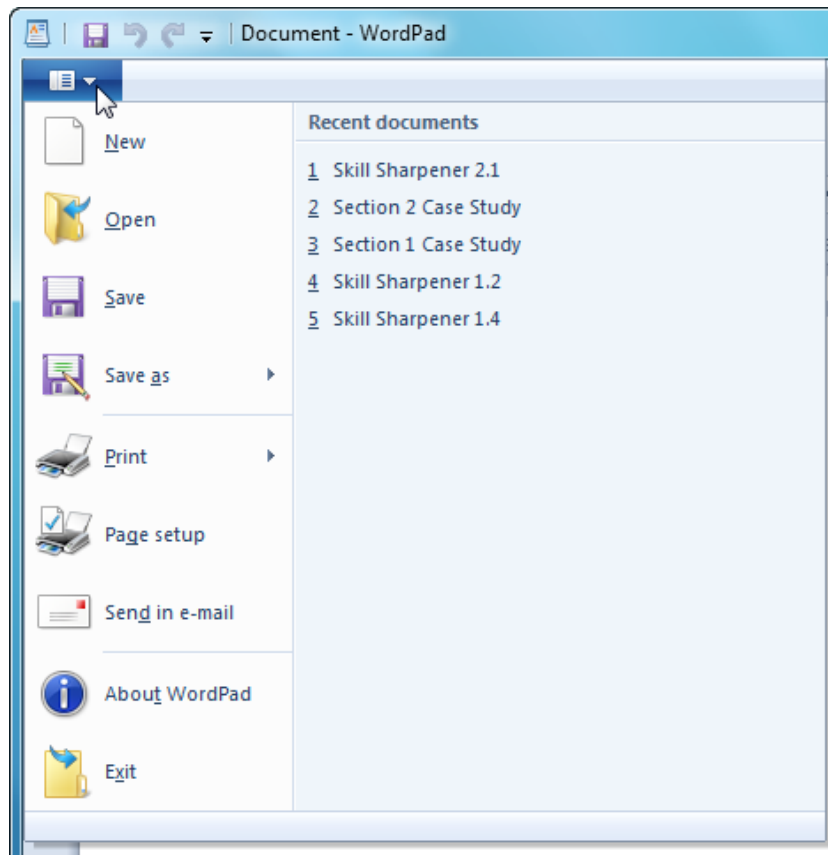 Document - WordPad
New
Open
Save
Save as
Print
Page setup
Send in e-mail
About WordPad
Exit
Recent documents
1 Skill Sharpener 2.1
2 Section 2 Case Study
3 Section 1 Case Study
4 Skill Sharpener 1.2
5 Skill Sharpener 1.4